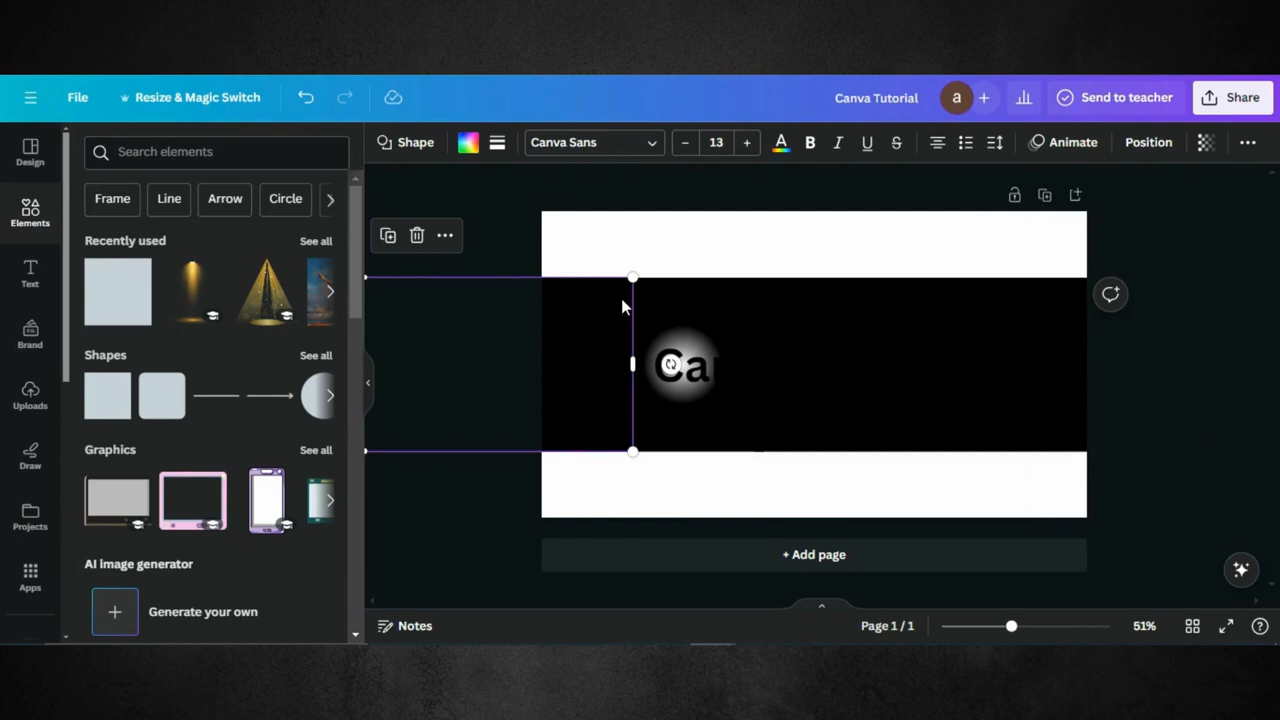 File
Resize & Magic Switch
Canva Tutorial
a
Send to teacher
Share
Design
Elements
Text
Brand
Uploads
Draw
Projects
Apps
Search elements
Frame
Line
Arrow
Circle
Recently used
See all
Shapes
See all
Graphics
See all
AI image generator
Generate your own
Shape
Canva Sans
13
A
B
I
U
S
Animate
Position
Ca
+ Add page
Notes
Page 1 / 1
51%